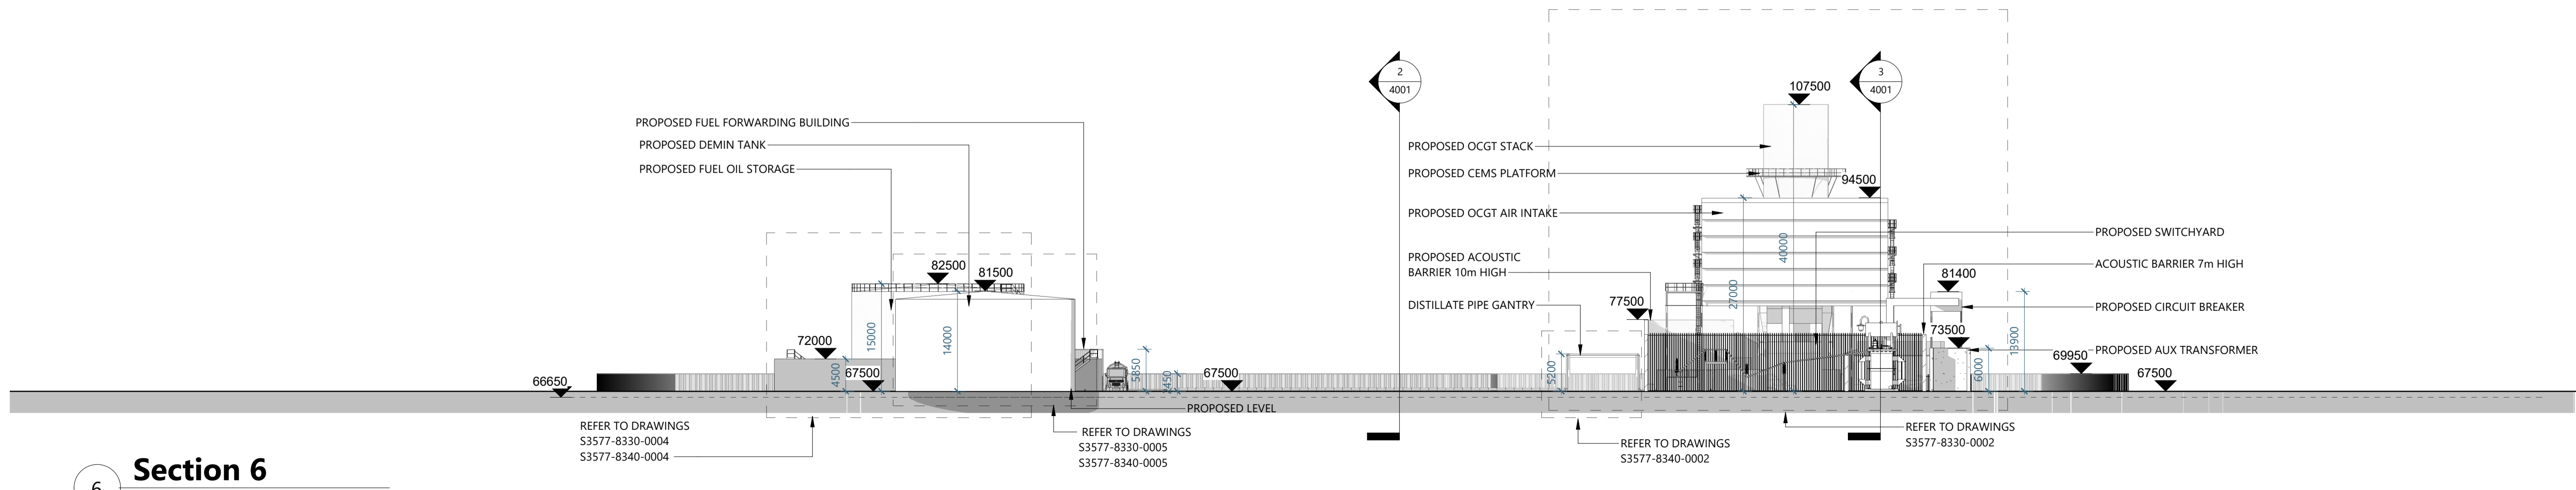 2
4001
3
4001
107500
PROPOSED FUEL FORWARDING BUILDING
PROPOSED DEMIN TANK
PROPOSED FUEL OIL STORAGE
PROPOSED OCGT STACK
PROPOSED CEMS PLATFORM
94500
PROPOSED OCGT AIR INTAKE
PROPOSED SWITCHYARD
40000
PROPOSED ACOUSTIC
BARRIER 10m HIGH
ACOUSTIC BARRIER 7m HIGH
82500
81500
81400
27000
DISTILLATE PIPE GANTRY
77500
PROPOSED CIRCUIT BREAKER
73500
15000
14000
72000
13900
PROPOSED AUX TRANSFORMER
69950
67500
4500
67500
5850
2450
67500
5200
6000
66650
PROPOSED LEVEL
REFER TO DRAWINGS
S3577-8330-0004
S3577-8340-0004
REFER TO DRAWINGS
S3577-8330-0005
S3577-8340-0005
REFER TO DRAWINGS
S3577-8340-0002
REFER TO DRAWINGS
S3577-8330-0002
6
Section 6